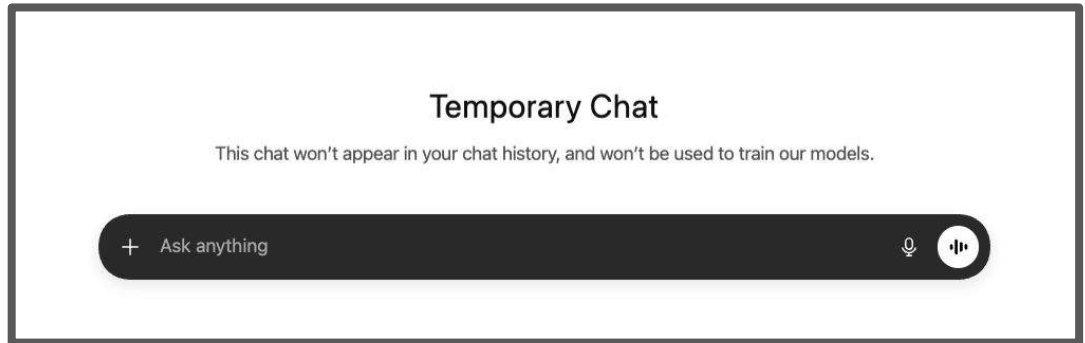 Temporary Chat
This chat won't appear in your chat history, and won't be used to train our models.
Ask anything